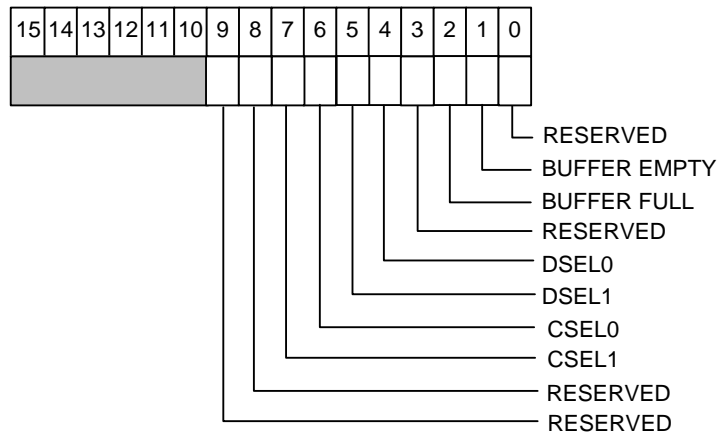 15 14 13 12 11 10 9 8 7 6 5 4 3 2 1 0
RESERVED
BUFFER EMPTY
BUFFER FULL
RESERVED
DSEL0
DSEL1
CSEL0
CSEL1
RESERVED
RESERVED